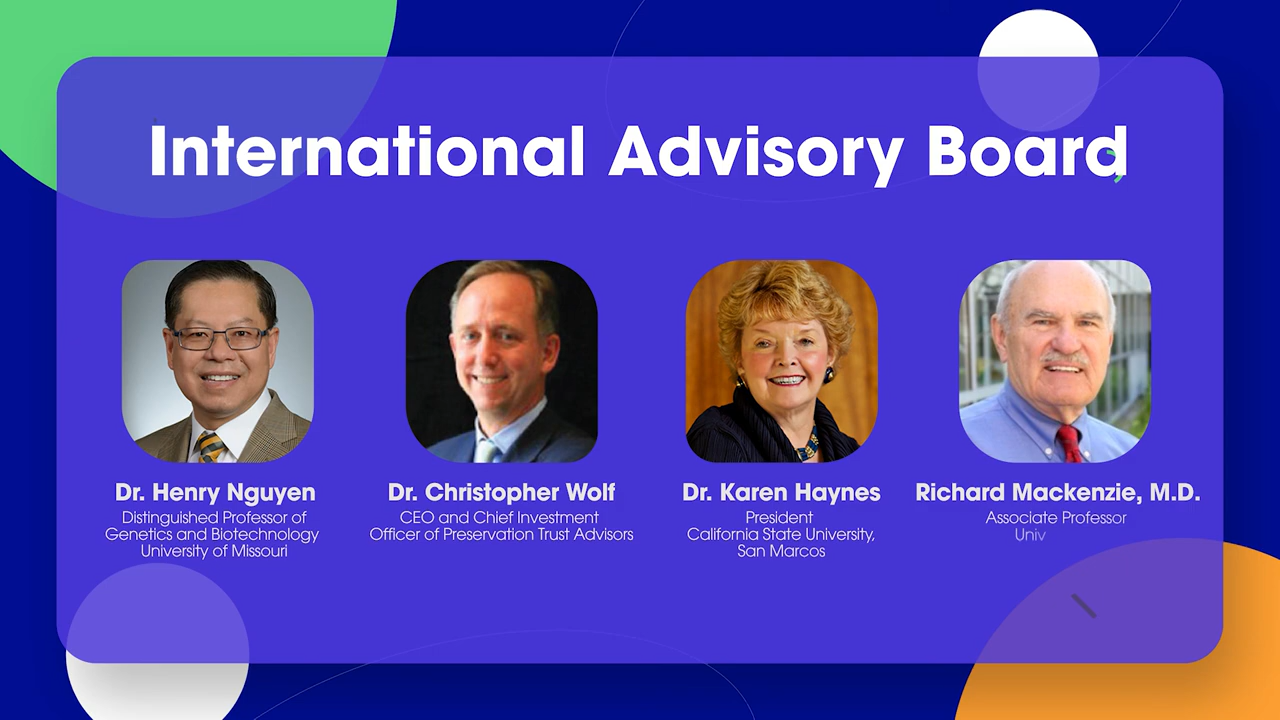 International Advisory Board
Dr. Henry Nguyen
Distinguished Professor of
Genetics and Biotechnology
University of Missouri
Dr. Christopher Wolf
CEO and Chief Investment
Officer of Preservation Trust Advisors
Dr. Karen Haynes
President
California State University,
San Marcos
Richard Mackenzie, M.D.
Associate Professor
Univ